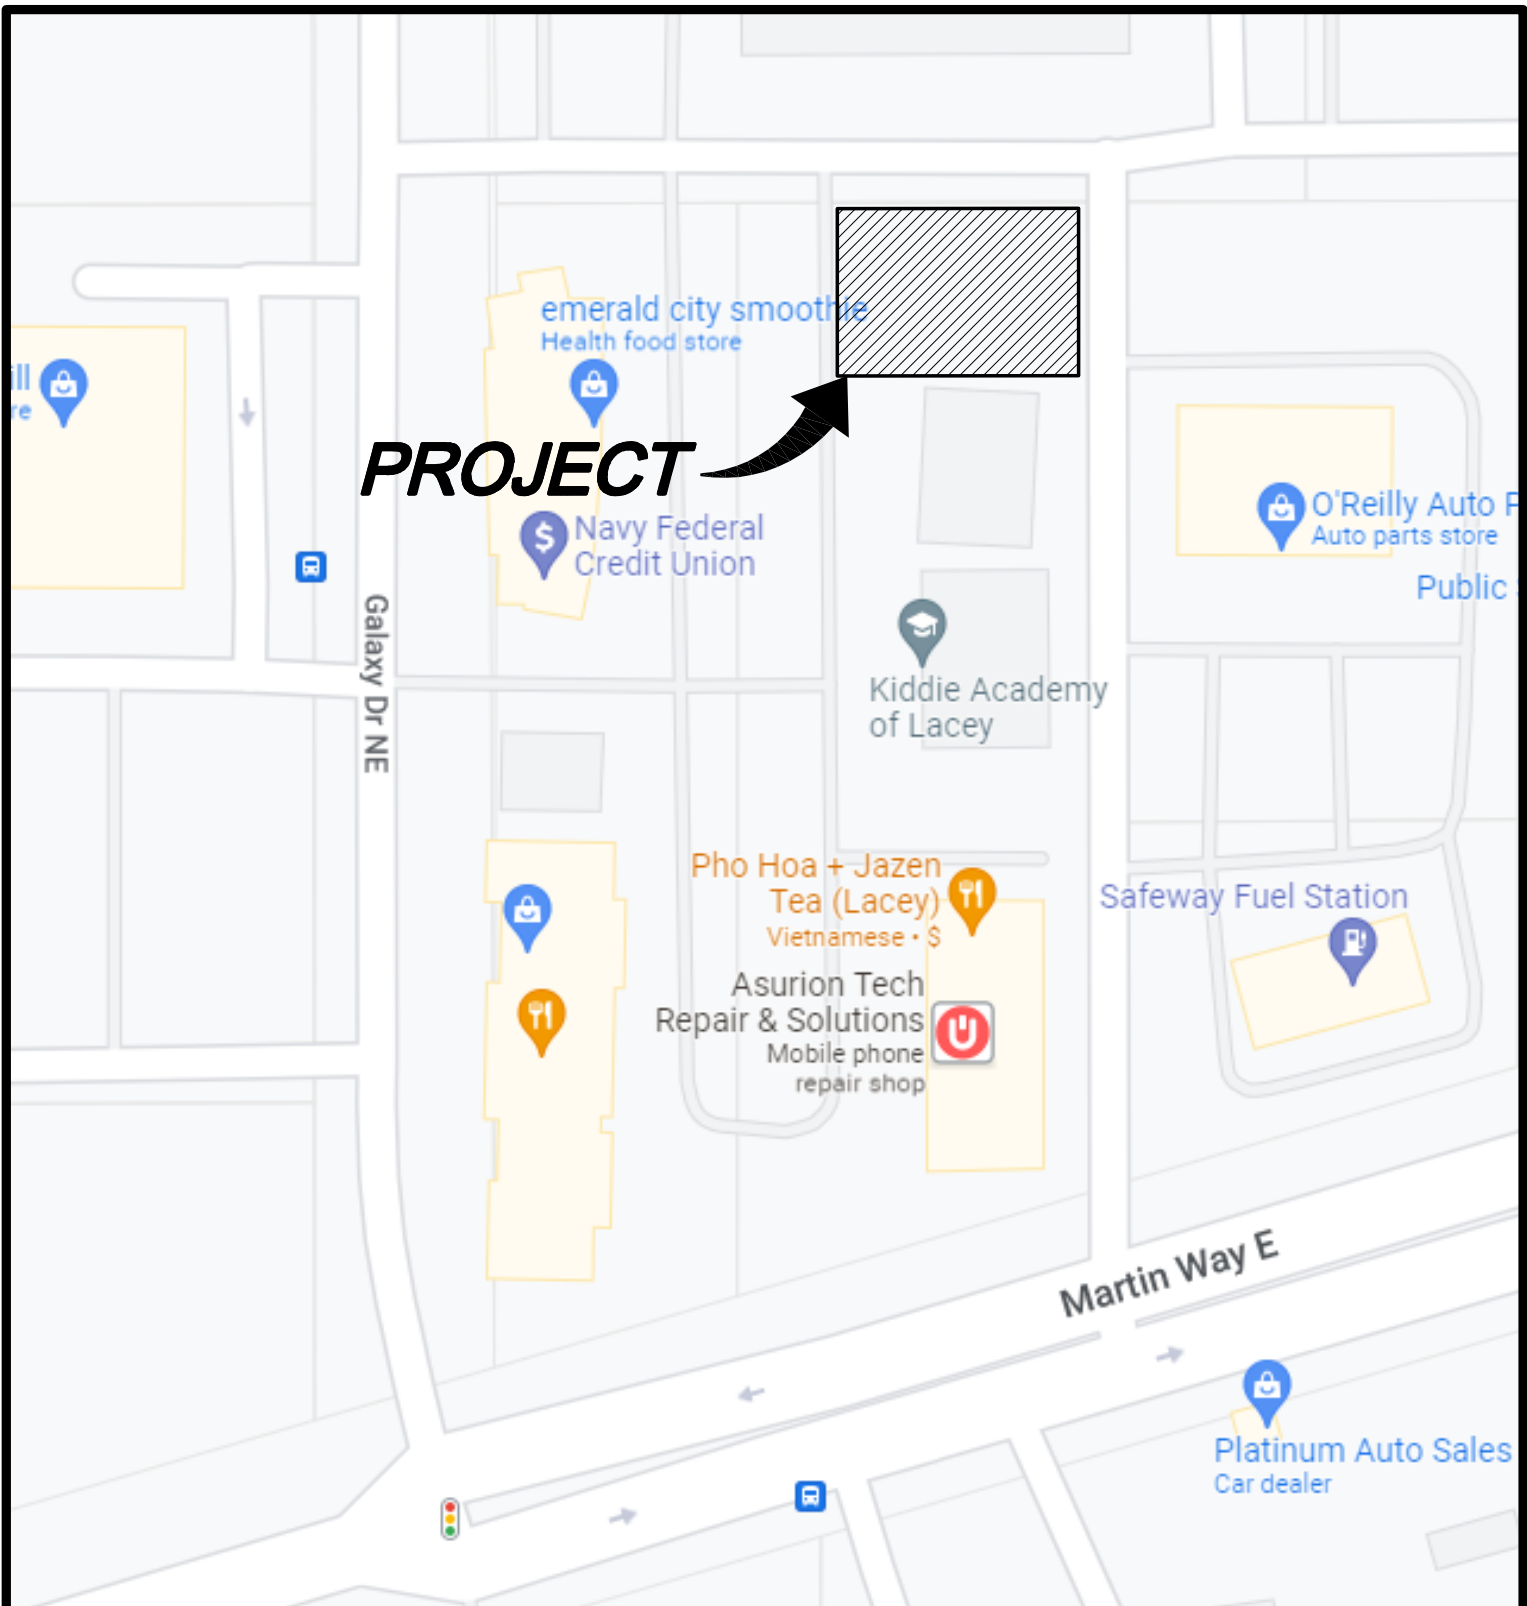 emerald city smoothie
Health food store
ill
re
PROJECT
O'Reilly Auto P
Auto parts store
Navy Federal
Credit Union
Public
Galaxy Dr NE
Kiddie Academy
of Lacey
Pho Hoa + Jazen
Tea (Lacey)
Vietnamese • $
Safeway Fuel Station
Asurion Tech
Repair & Solutions
Mobile phone
repair shop
Martin Way E
Platinum Auto Sales
Car dealer